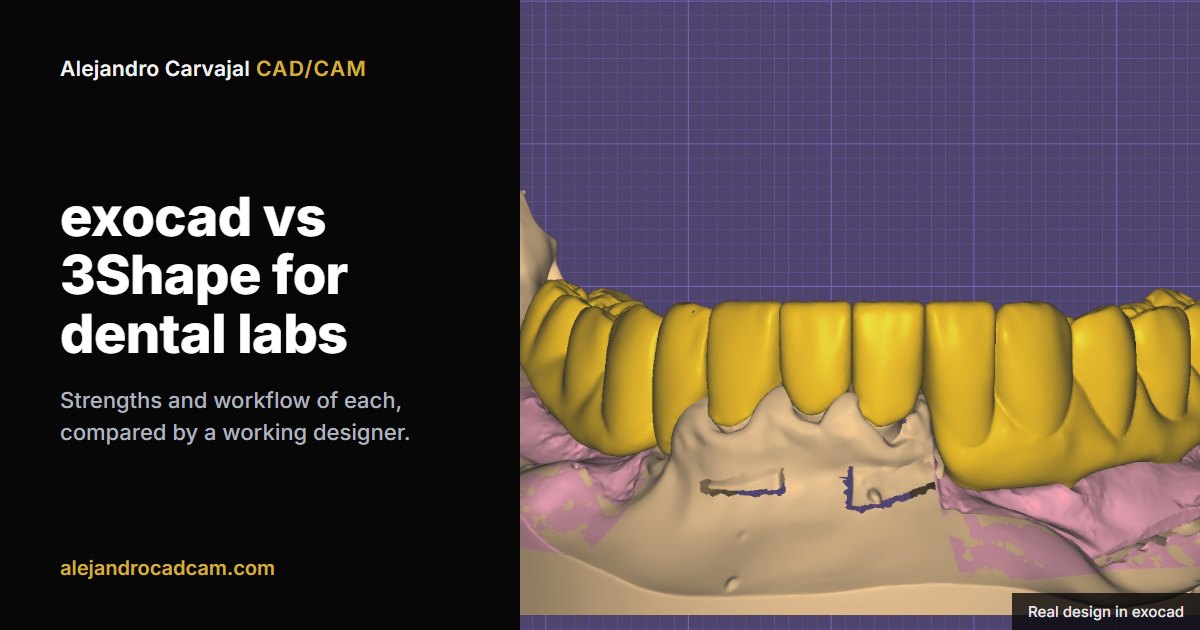 Alejandro Carvajal CAD/CAM
exocad vs
3Shape for
dental labs
Strengths and workflow of each,
compared by a working designer.
alejandrocadcam.com
Real design in exocad